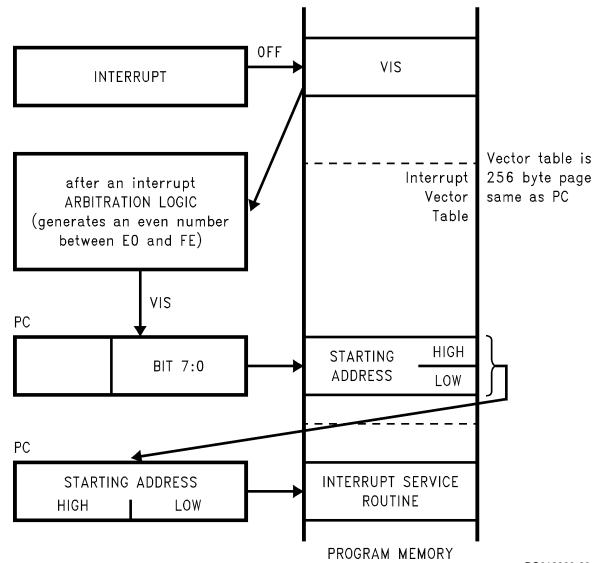 OFF
INTERRUPT
VIS
after an interrupt
ARBITRATION LOGIC
(generates an even number
between E0 and FE)
Interrupt
Vector
Table
Vector table is
256 byte page
same as PC
VIS
PC
BIT 7:0
STARTING
ADDRESS
HIGH
LOW
PC
STARTING ADDRESS
HIGH
LOW
INTERRUPT SERVICE
ROUTINE
PROGRAM MEMORY